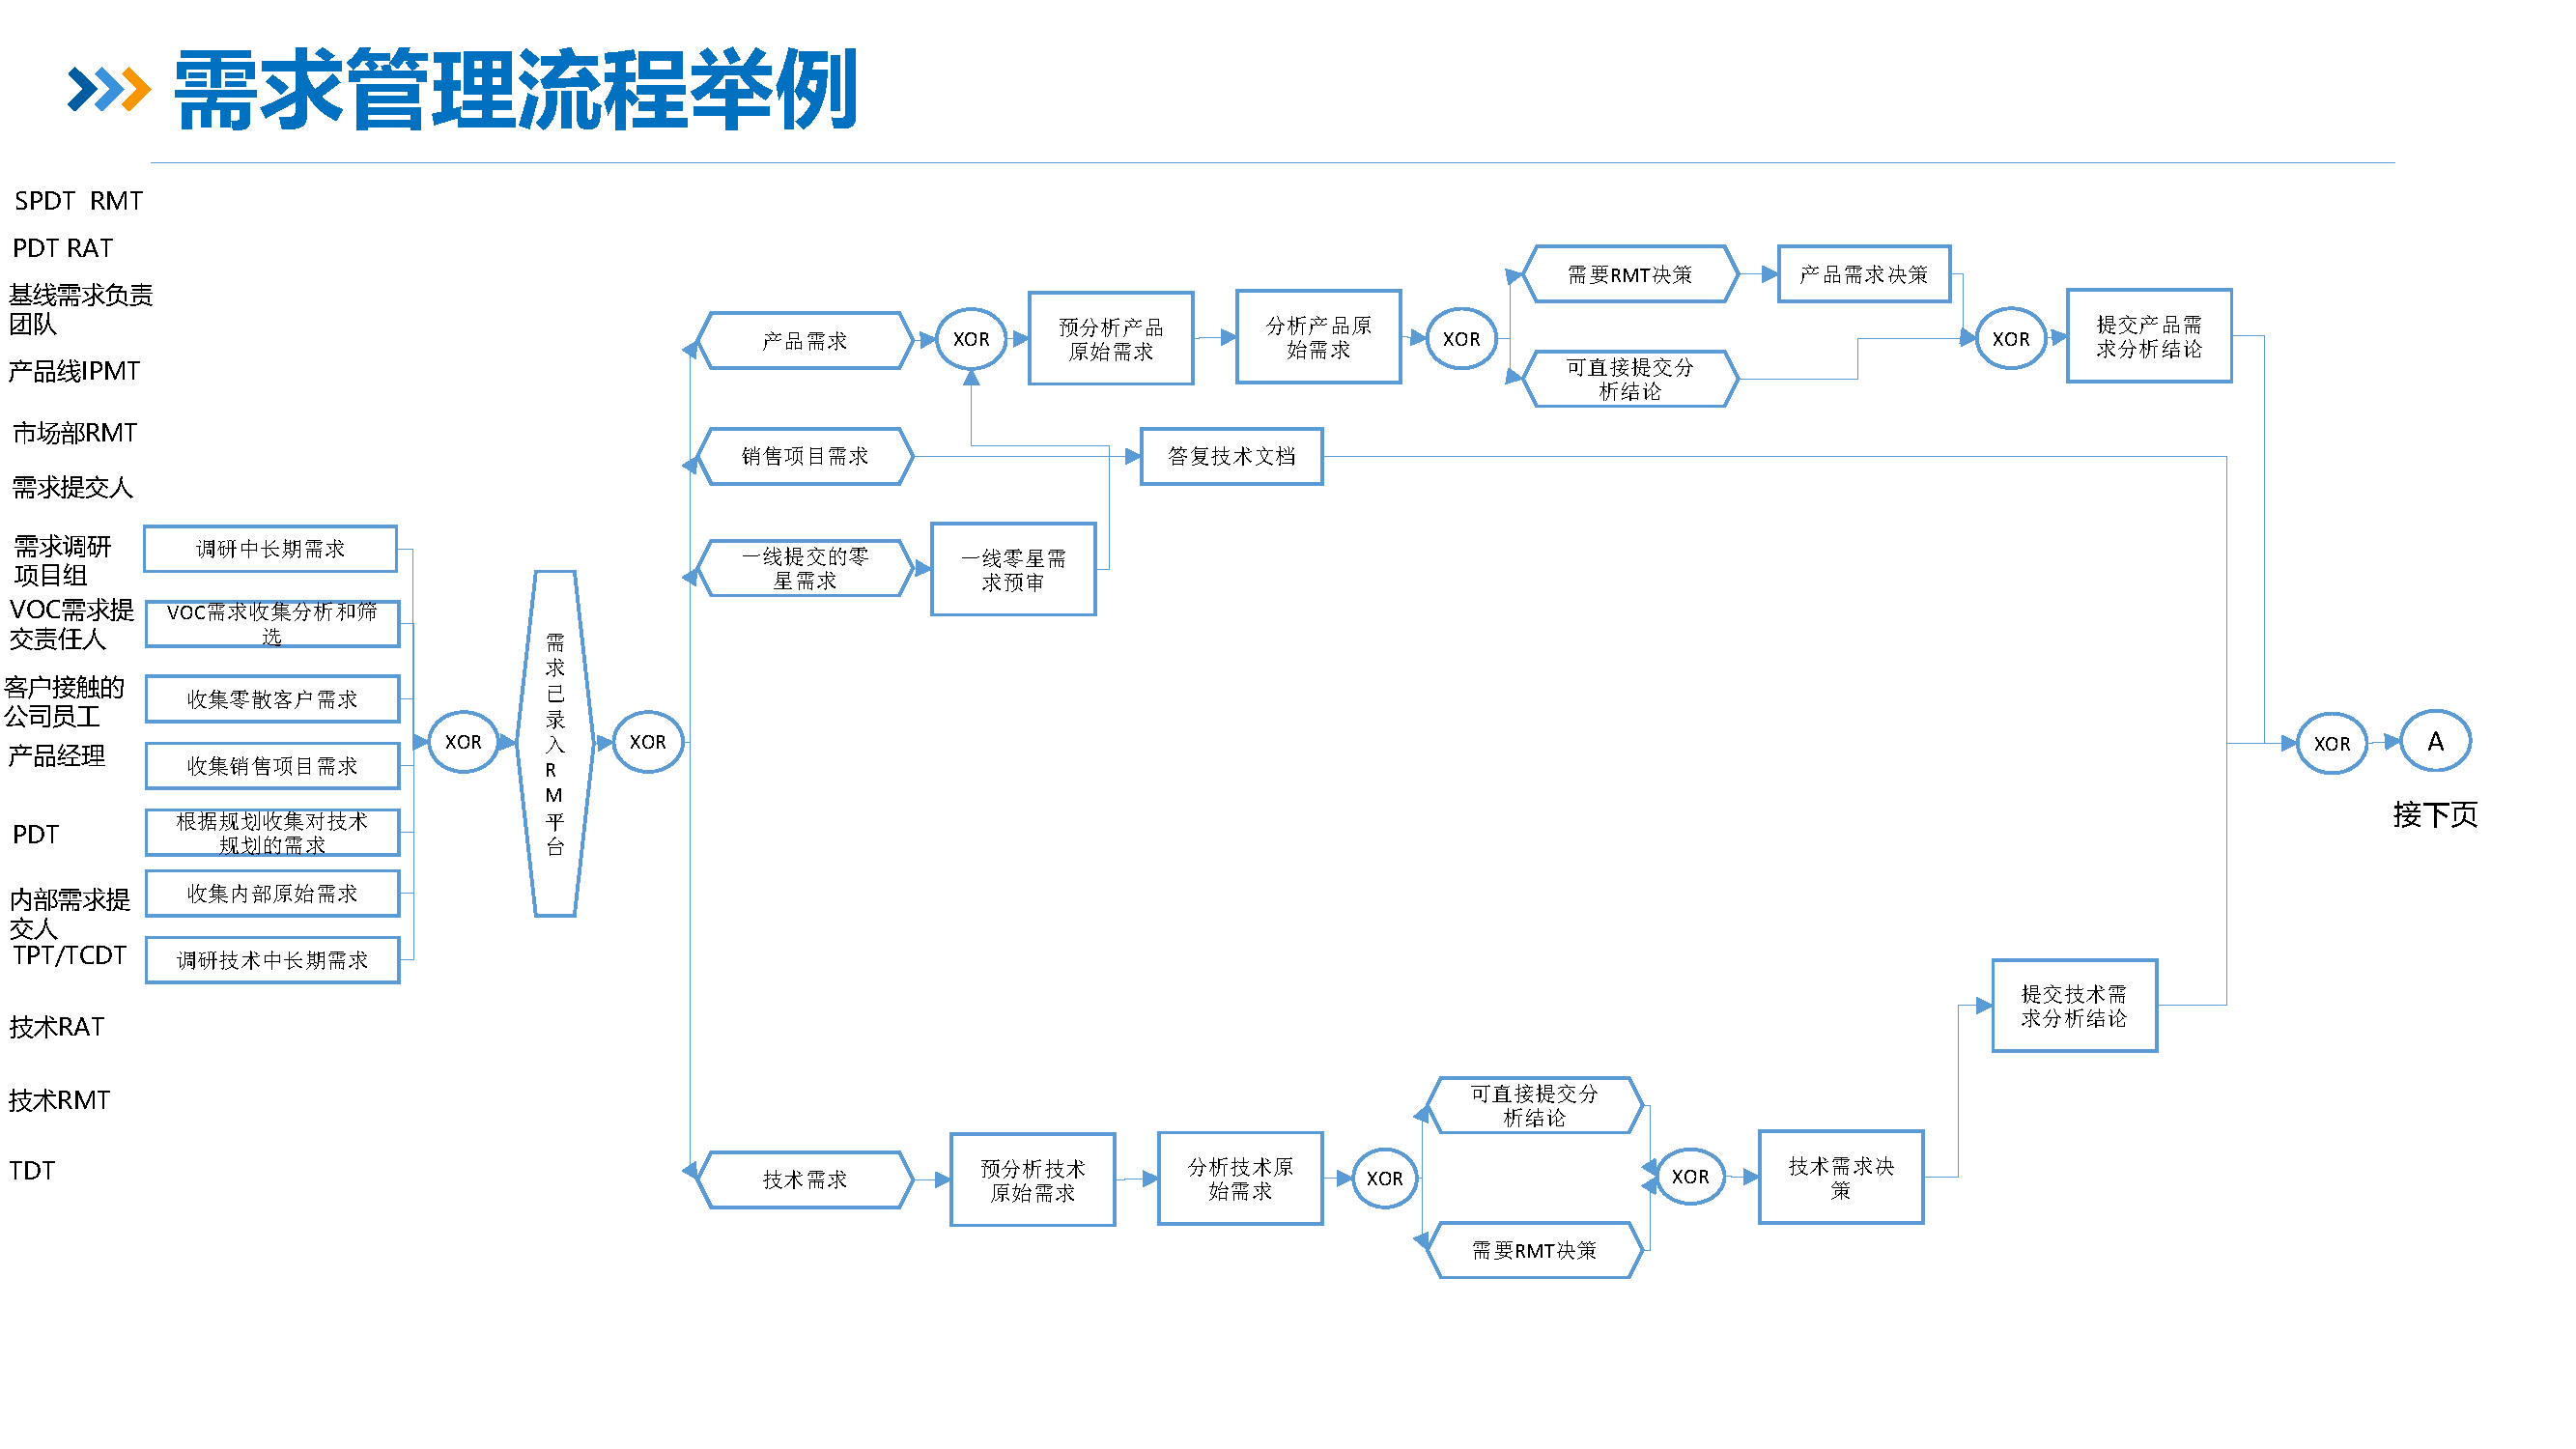 需求管理流程举例
SPDT  RMT
PDT RAT
基线需求负责
团队
产品线IPMT
市场部RMT
需求提交人
需求调研
项目组
VOC需求提
交责任人
客户接触的
公司员工
产品经理
PDT
内部需求提
交人
TPT/TCDT
技术RAT
技术RMT
TDT
调研中长期需求
VOC需求收集分析和筛
选
收集零散客户需求
收集销售项目需求
根据规划收集对技术
规划的需求
收集内部原始需求
调研技术中长期需求
XOR
需
求
已
录
入
R
M
平
台
XOR
产品需求
XOR
预分析产品
原始需求
分析产品原
始需求
XOR
需要RMT决策
可直接提交分
析结论
产品需求决策
XOR
提交产品需
求分析结论
销售项目需求
答复技术文档
一线提交的零
星需求
一线零星需
求预审
技术需求
预分析技术
原始需求
分析技术原
始需求
XOR
可直接提交分
析结论
需要RMT决策
XOR
技术需求决
策
提交技术需
求分析结论
XOR
A
接下页